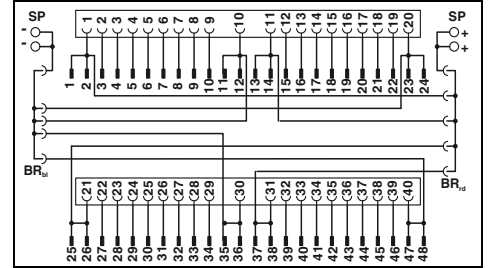 SP SP
- 1 2 3 4 5 6 7 8 9 10 11 12 13 14 15 16 17 18 19 20 +
- +
1 2 3 4 5 6 7 8 9 10 11 12 13 14 15 16 17 18 19 20 21 22 23 24
BRbl BRrd
21 22 23 24 25 26 27 28 29 30 31 32 33 34 35 36 37 38 39 40
25 26 27 28 29 30 31 32 33 34 35 36 37 38 39 40 41 42 43 44 45 46 47 48